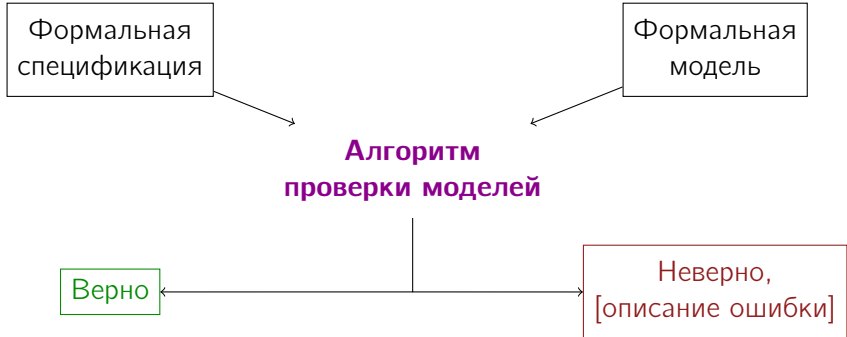 Формальная
спецификация
Формальная
модель
Алгоритм
проверки моделей
Верно
Неверно,
[описание ошибки]